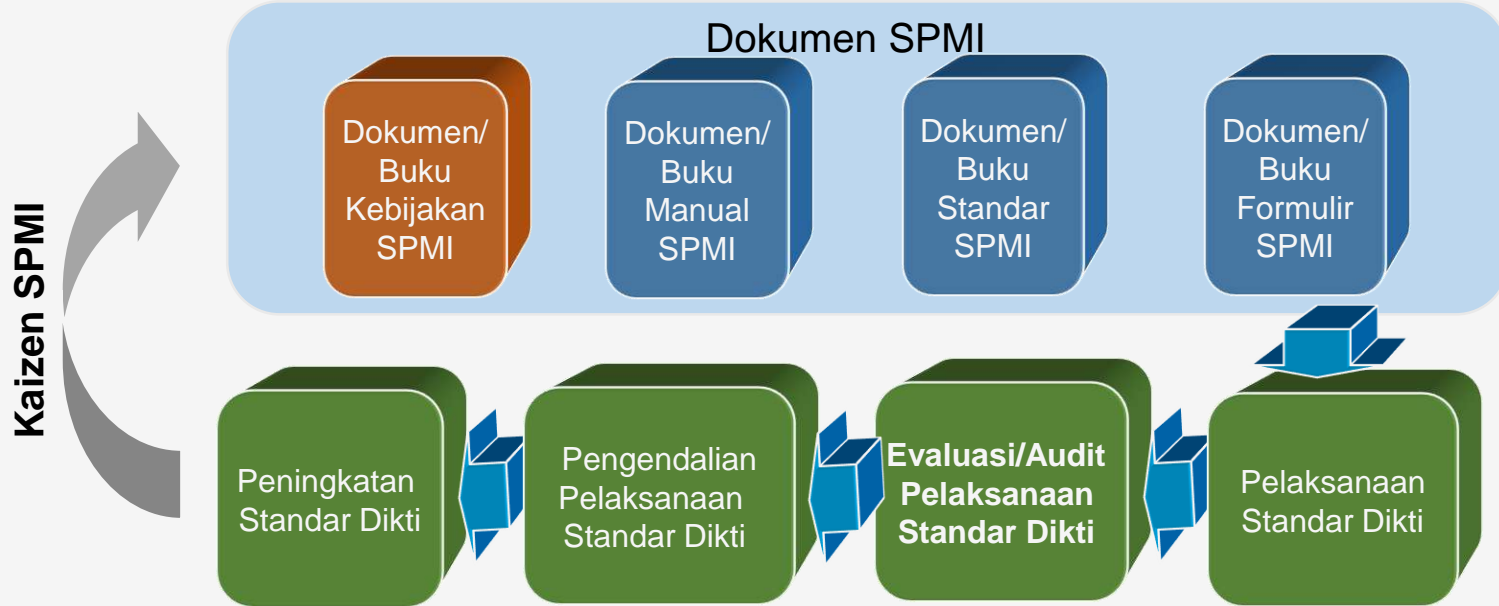 Dokumen SPMI
Dokumen/
Buku
Kebijakan
SPMI
Dokumen/
Buku
Manual
SPMI
Dokumen/
Buku
Standar
SPMI
Dokumen/
Buku
Formulir
SPMI
Kaizen SPMI
Peningkatan
Standar Dikti
Pengendalian
Pelaksanaan
Standar Dikti
Evaluasi/Audit
Pelaksanaan
Standar Dikti
Pelaksanaan
Standar Dikti